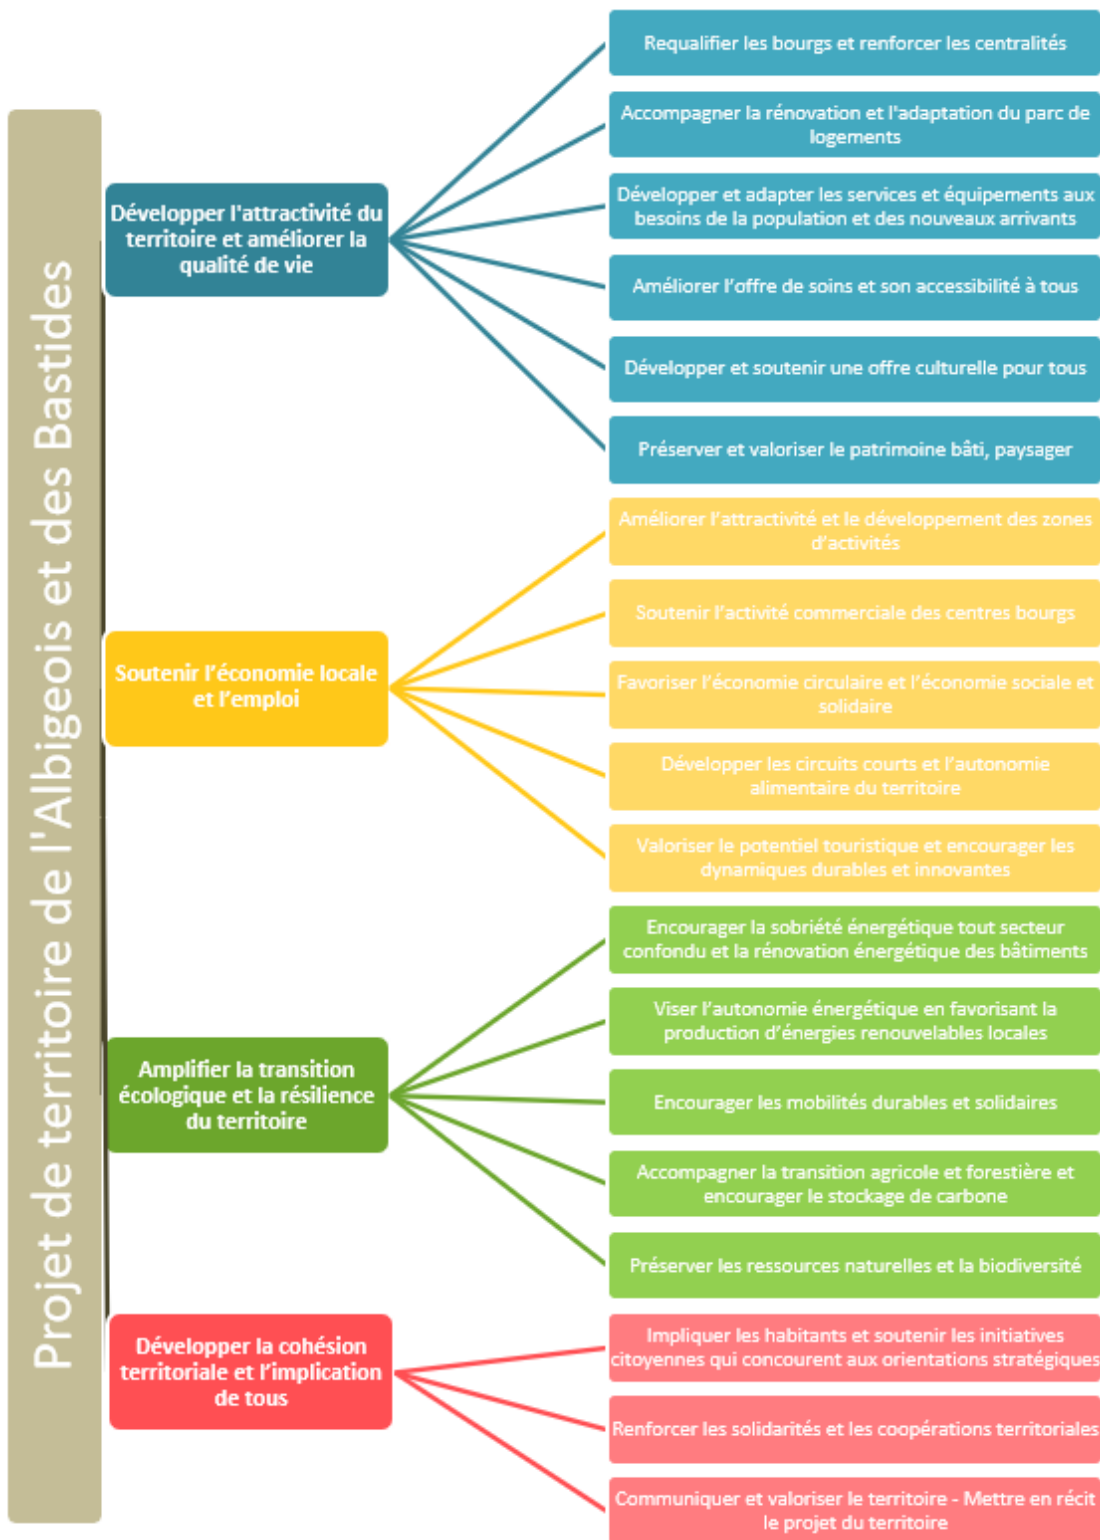 Projet de territoire de l'Albigeois et des Bastides
Développer l'attractivité du
territoire et améliorer la
qualité de vie
Requalifier les bourgs et renforcer les centralités
Accompagner la rénovation et l'adaptation du parc de
logements
Développer et adapter les services et équipements aux
besoins de la population et des nouveaux arrivants
Améliorer l’offre de soins et son accessibilité à tous
Développer et soutenir une offre culturelle pour tous
Préserver et valoriser le patrimoine bâti, paysager
Soutenir l’économie locale
et l’emploi
Améliorer l’attractivité et le développement des zones
d’activités
Soutenir l’activité commerciale des centres bourgs
Favoriser l’économie circulaire et l’économie sociale et
solidaire
Développer les circuits courts et l’autonomie
alimentaire du territoire
Valoriser le potentiel touristique et encourager les
dynamiques durables et innovantes
Amplifier la transition
écologique et la résilience
du territoire
Encourager la sobriété énergétique tout secteur
confondu et la rénovation énergétique des bâtiments
Viser l’autonomie énergétique en favorisant la
production d’énergies renouvelables locales
Encourager les mobilités durables et solidaires
Accompagner la transition agricole et forestière et
encourager le stockage de carbone
Préserver les ressources naturelles et la biodiversité
Développer la cohésion
territoriale et l’implication
de tous
Impliquer les habitants et soutenir les initiatives
citoyennes qui concourent aux orientations stratégiques
Renforcer les solidarités et les coopérations territoriales
Communiquer et valoriser le territoire - Mettre en récit
le projet du territoire